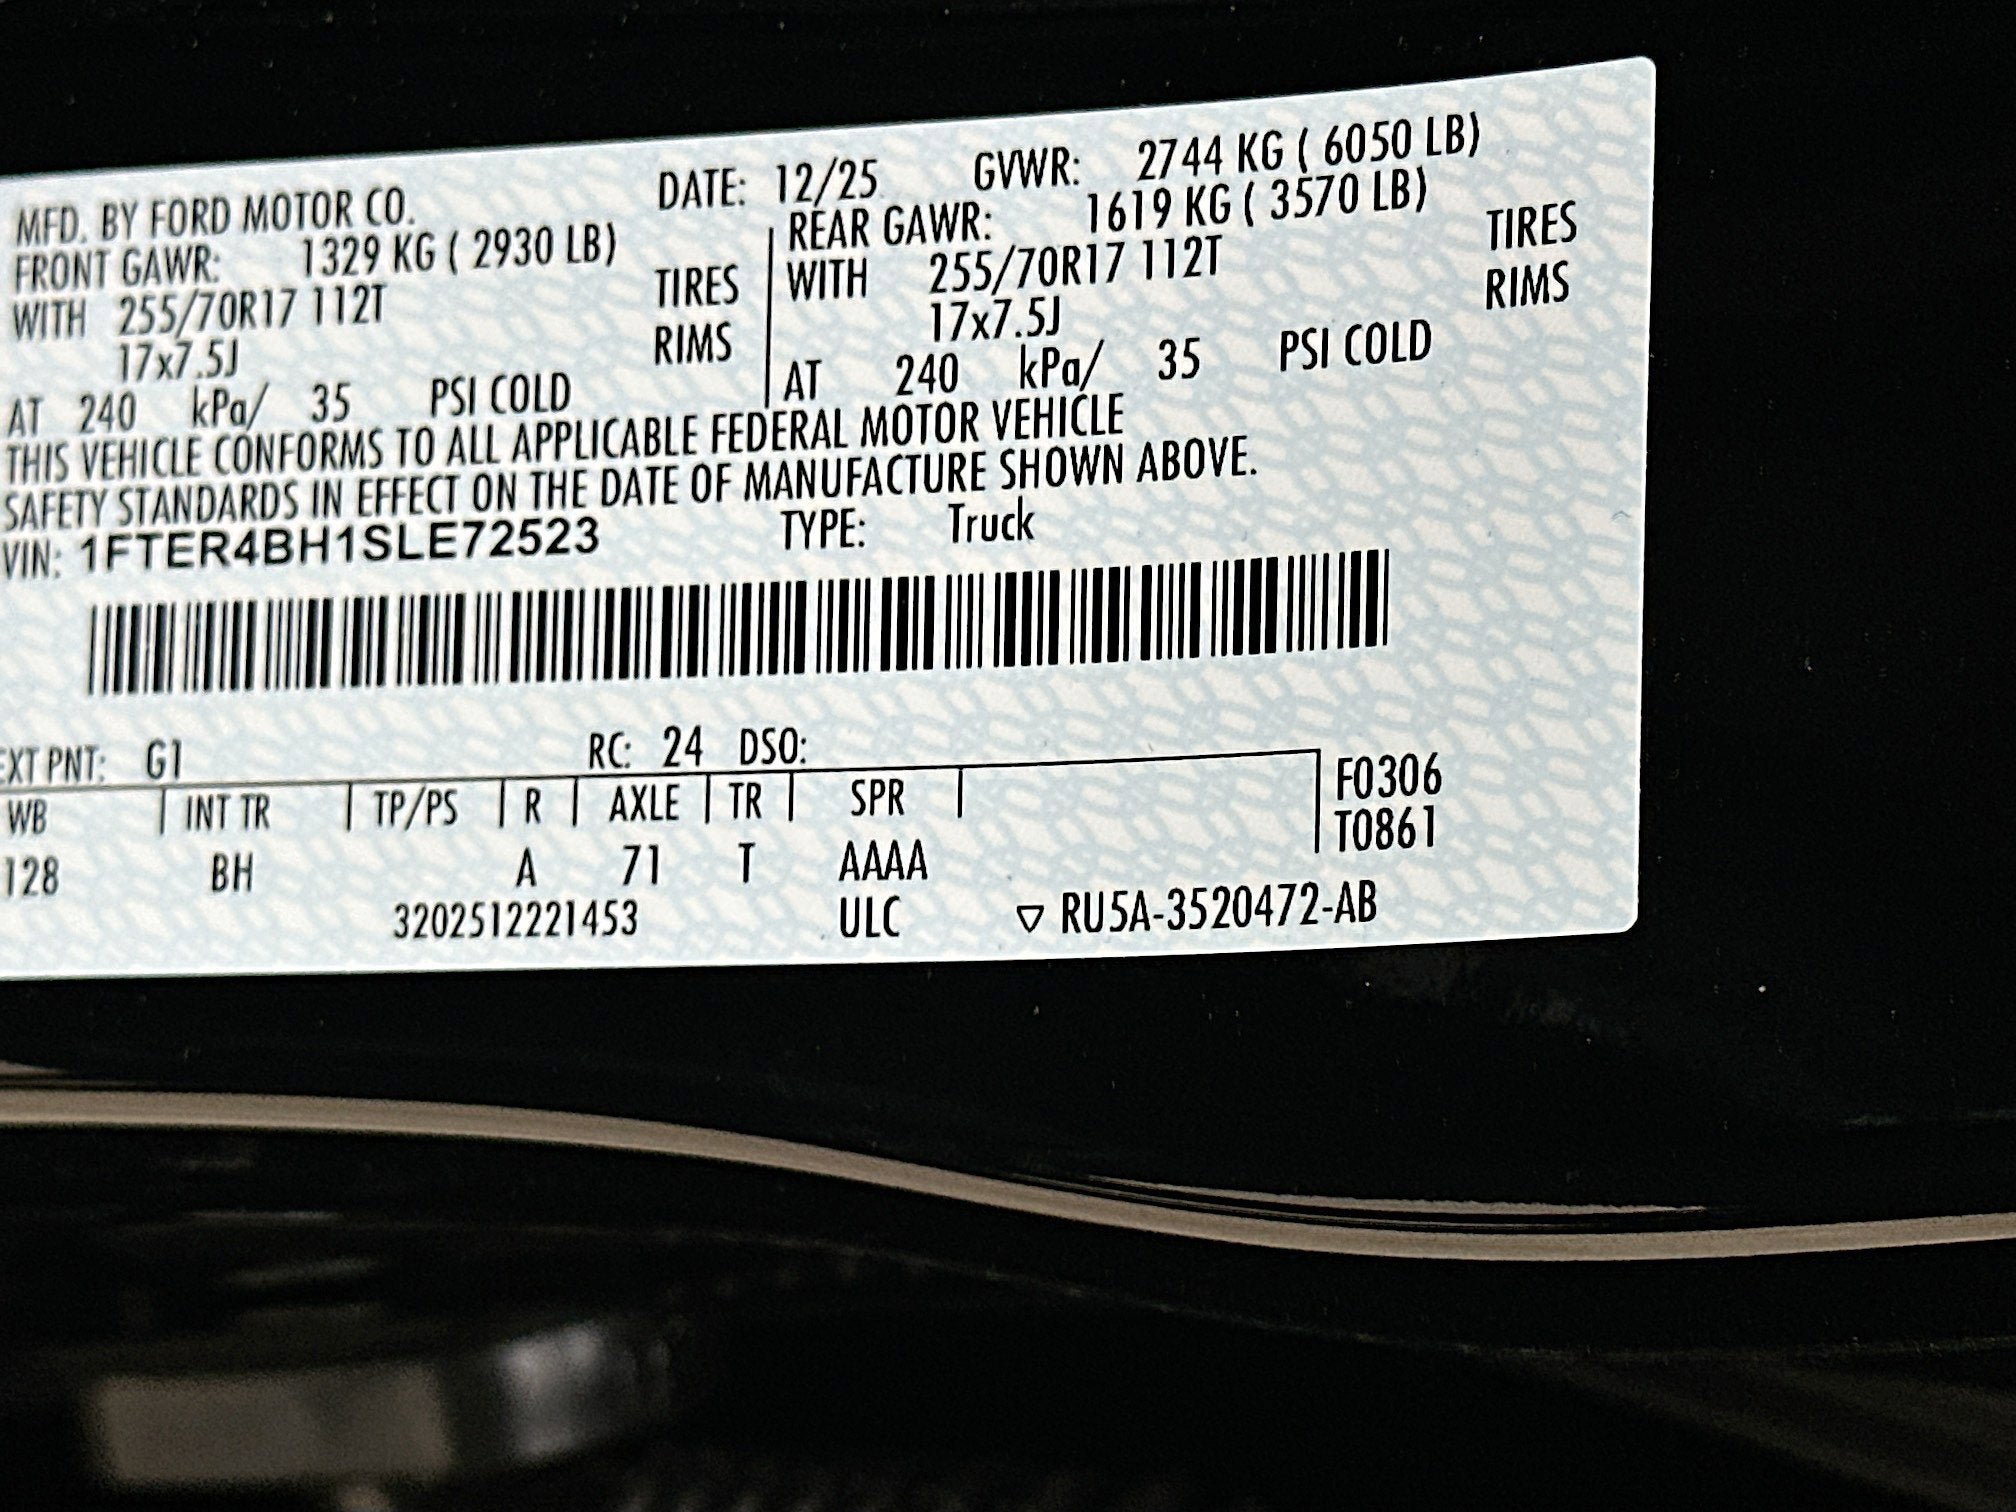 MFD. BY FORD MOTOR CO. DATE: 12/25 GVWR: 2744 KG ( 6050 LB)
FRONT GAWR: 1329 KG ( 2930 LB) REAR GAWR: 1619 KG ( 3570 LB)
WITH 255/70R17 112T TIRES WITH 255/70R17 112T TIRES
17x7.5J RIMS 17x7.5J RIMS
AT 240 kPa/ 35 PSI COLD AT 240 kPa/ 35 PSI COLD
THIS VEHICLE CONFORMS TO ALL APPLICABLE FEDERAL MOTOR VEHICLE
SAFETY STANDARDS IN EFFECT ON THE DATE OF MANUFACTURE SHOWN ABOVE.
VIN: 1FTER4BH1SLE72523 TYPE: Truck
EXT PNT: G1 RC: 24 DSO:
WB INT TR TP/PS R AXLE TR SPR F0306
T0861
128 BH A 71 T AAAA
3202512221453 ULC ▽ RU5A-3520472-AB